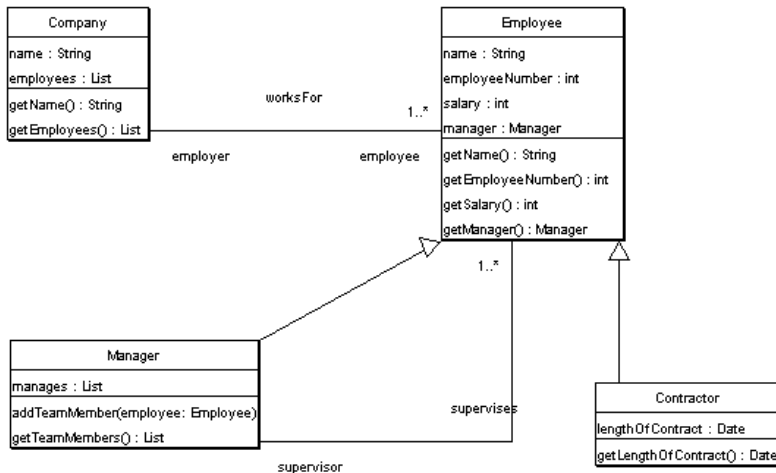 Company
name : String
employees : List
getName() : String
getEmployees() : List
worksFor
1..*
employer
employee
Employee
name : String
employeeNumber : int
salary : int
manager : Manager
getName() : String
getEmployeeNumber() : int
getSalary() : int
getManager() : Manager
1..*
Manager
manages : List
addTeamMember(employee: Employee)
getTeamMembers() : List
supervises
supervisor
Contractor
lengthOfContract : Date
getLengthOfContract() : Date